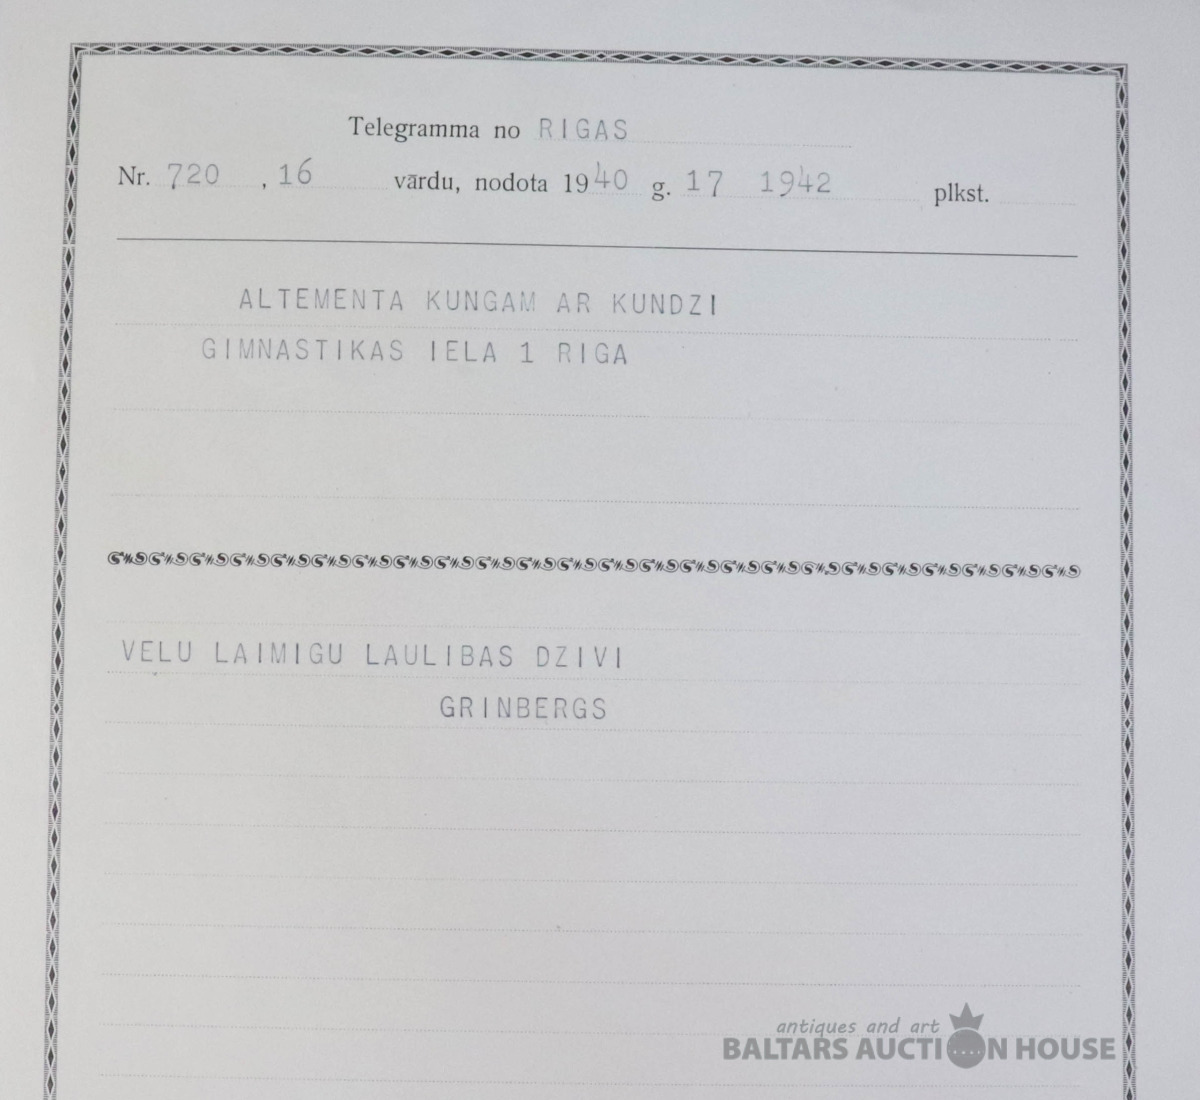 Telegramma no RIGAS
Nr. 720 , 16 vārdu, nodota 1940 g. 17 1942 plkst.
ALTEMENTA KUNGAM AR KUNDZI
GIMNASTIKAS IELA 1 RIGA
VELU LAIMIGU LAULIBAS DZIVI
GRINBERGS
antiques and art
BALTARS AUCTION HOUSE